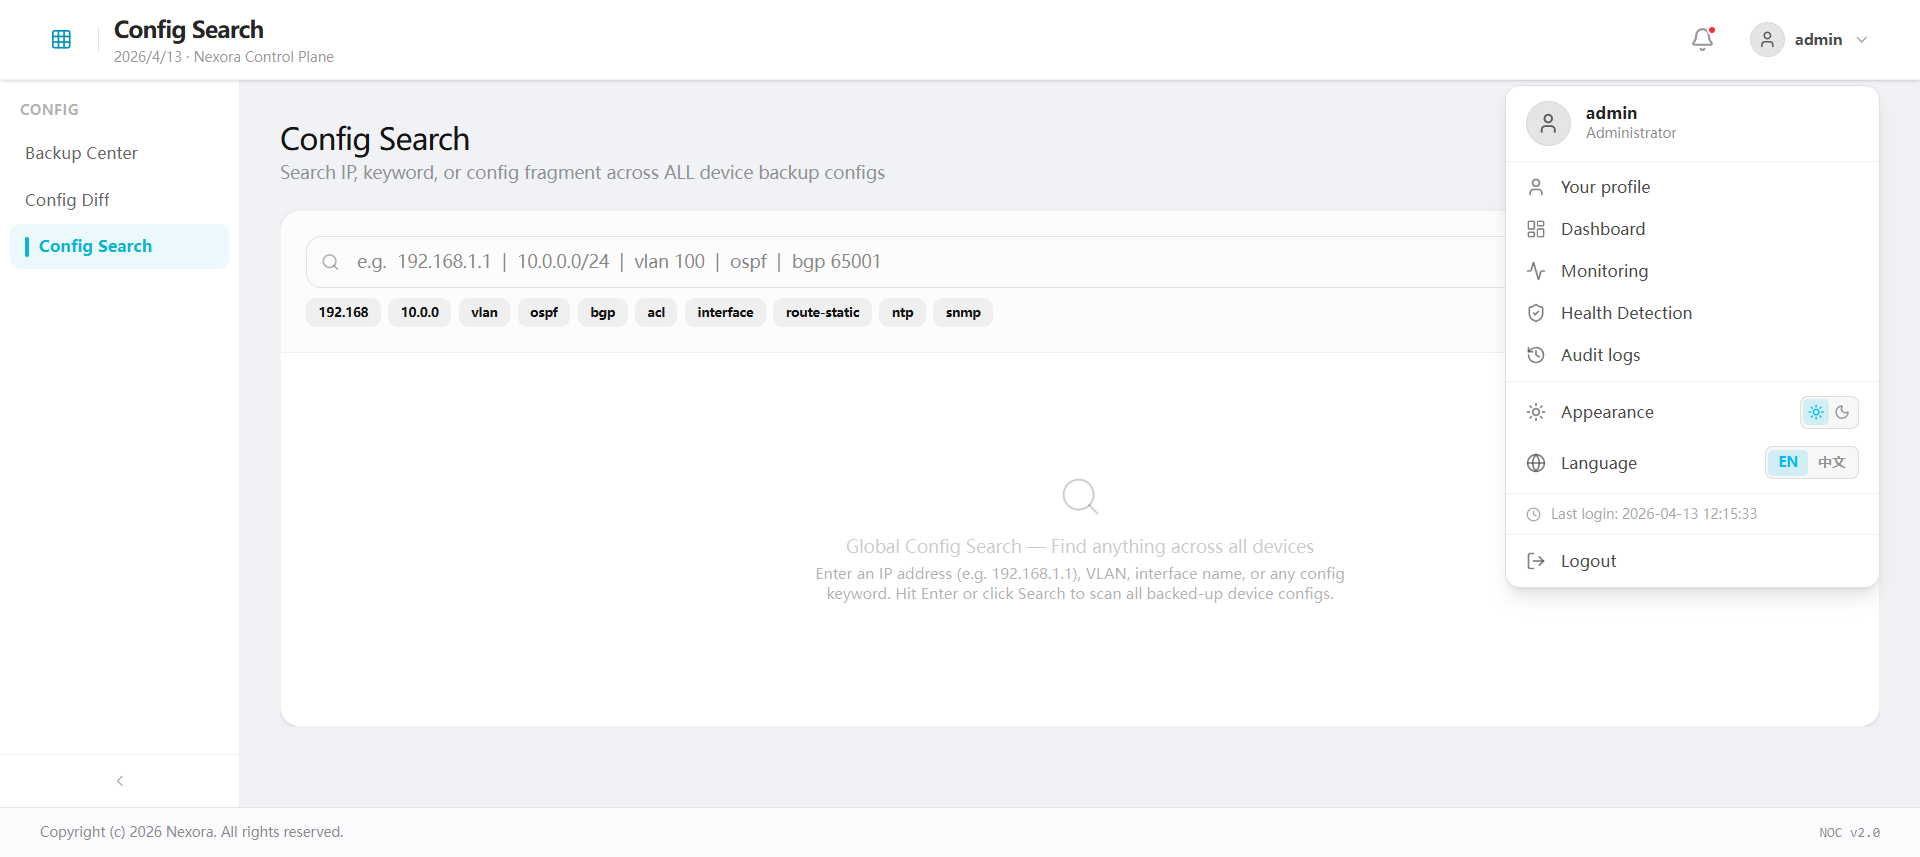 Config Search
2026/4/13 · Nexora Control Plane
admin
CONFIG
Backup Center
Config Diff
Config Search
Config Search
Search IP, keyword, or config fragment across ALL device backup configs
e.g. 192.168.1.1 | 10.0.0.0/24 | vlan 100 | ospf | bgp 65001
192.168 10.0.0 vlan ospf bgp acl interface route-static ntp snmp
Global Config Search — Find anything across all devices
Enter an IP address (e.g. 192.168.1.1), VLAN, interface name, or any config
keyword. Hit Enter or click Search to scan all backed-up device configs.
admin
Administrator
Your profile
Dashboard
Monitoring
Health Detection
Audit logs
Appearance
Language EN 中文
Last login: 2026-04-13 12:15:33
Logout
Copyright (c) 2026 Nexora. All rights reserved.
NOC v2.0